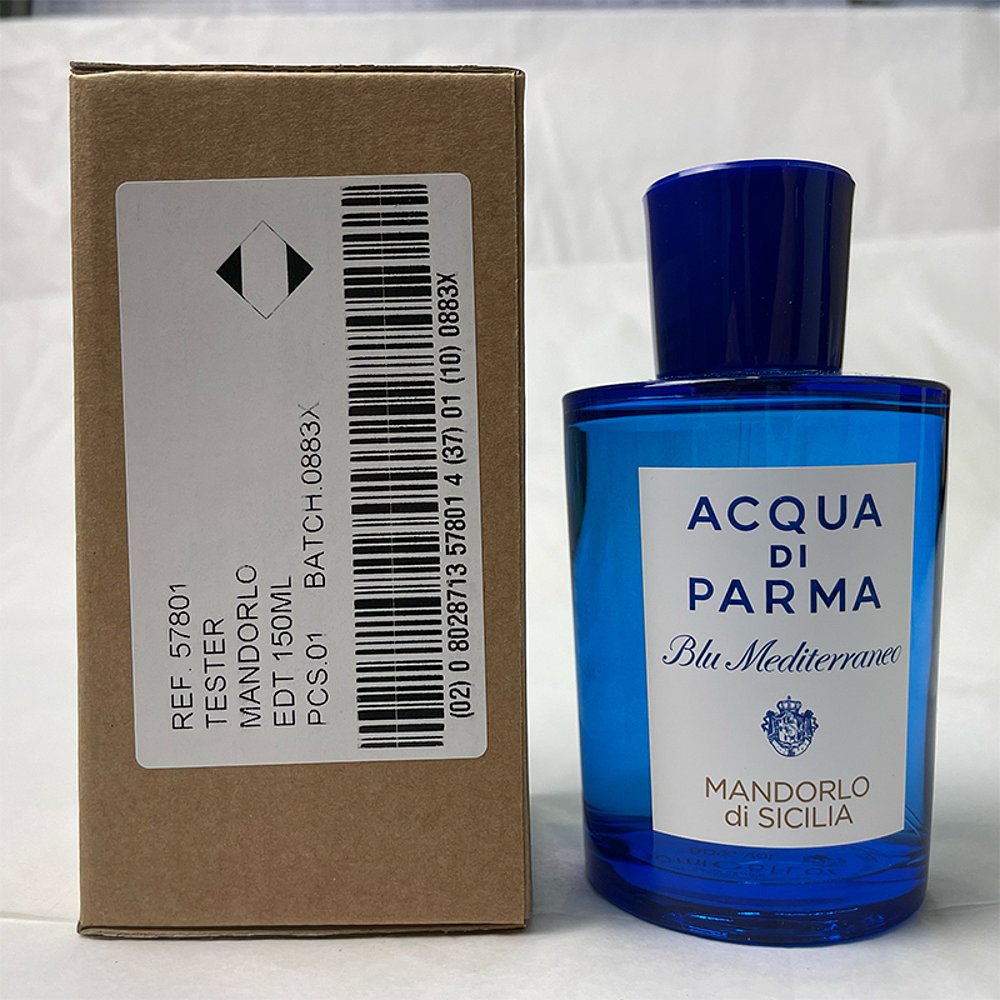 REF. 57801
TESTER
MANDORLO
EDT 150ML
PCS.01 BATCH.0883X
(02) 0 8028713 57801 4 (37) 01 (10) 0883X
ACQUA
DI
PARMA
Blu Mediterraneo
MANDORLO
di SICILIA